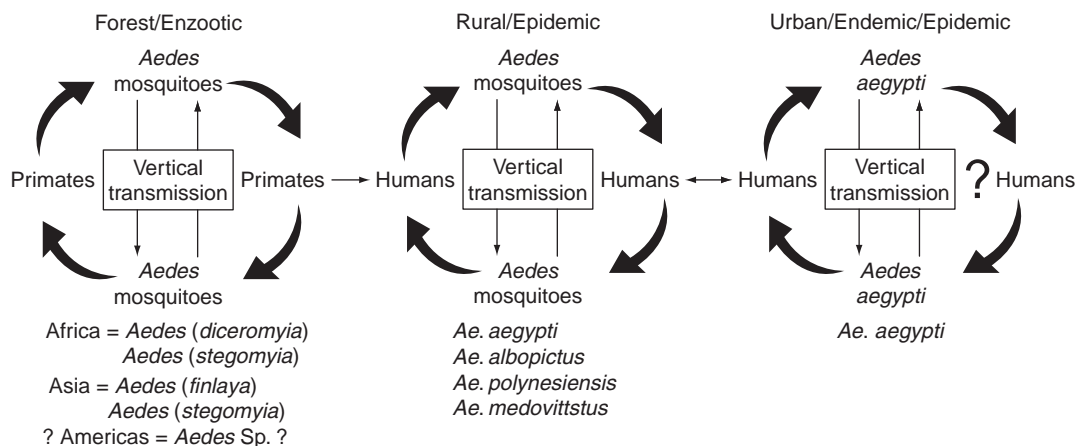 Forest/Enzootic
Aedes
mosquitoes
Primates
Vertical
transmission
Primates
Aedes
mosquitoes
Africa = Aedes (diceromyia)
Aedes (stegomyia)
Asia = Aedes (finlaya)
Aedes (stegomyia)
? Americas = Aedes Sp. ?
Rural/Epidemic
Aedes
mosquitoes
Humans
Vertical
transmission
Humans
Aedes
mosquitoes
Ae. aegypti
Ae. albopictus
Ae. polynesiensis
Ae. medovittstus
Urban/Endemic/Epidemic
Aedes
aegypti
Humans
Vertical
transmission
? Humans
Aedes
aegypti
Ae. aegypti